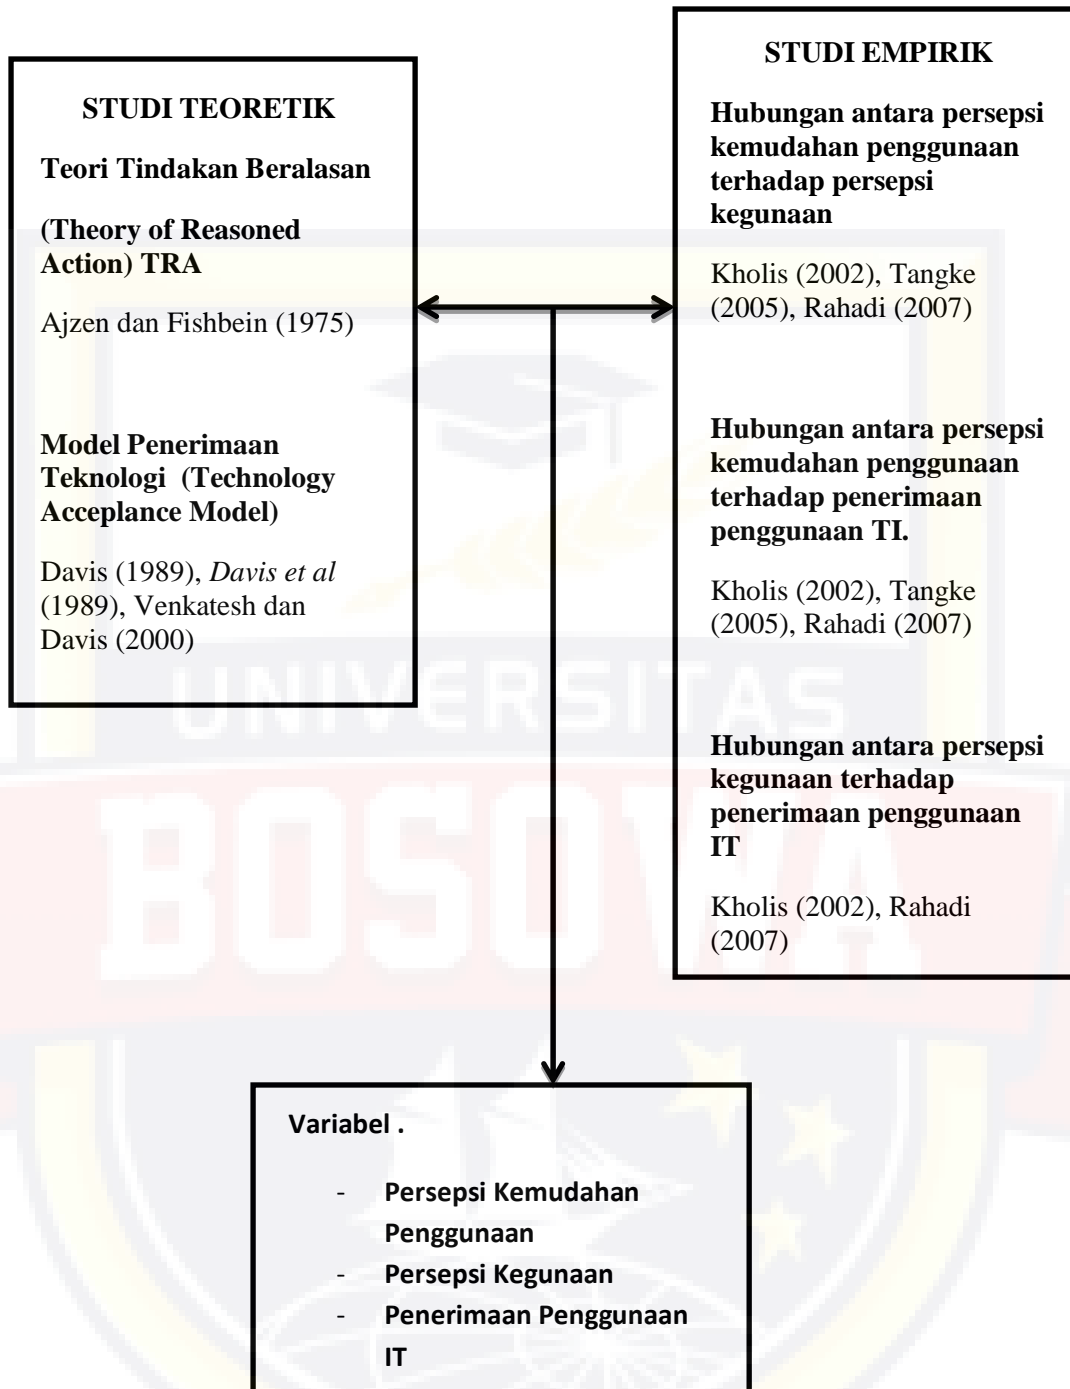 STUDI TEORETIK
Teori Tindakan Beralasan
(Theory of Reasoned
Action) TRA
Ajzen dan Fishbein (1975)
Model Penerimaan
Teknologi (Technology
Acceplance Model)
Davis (1989), Davis et al
(1989), Venkatesh dan
Davis (2000)
STUDI EMPIRIK
Hubungan antara persepsi
kemudahan penggunaan
terhadap persepsi
kegunaan
Kholis (2002), Tangke
(2005), Rahadi (2007)
Hubungan antara persepsi
kemudahan penggunaan
terhadap penerimaan
penggunaan TI.
Kholis (2002), Tangke
(2005), Rahadi (2007)
Hubungan antara persepsi
kegunaan terhadap
penerimaan penggunaan
IT
Kholis (2002), Rahadi
(2007)
UNIVERSITAS
BOSOWA
Variabel .
- Persepsi Kemudahan
Penggunaan
- Persepsi Kegunaan
- Penerimaan Penggunaan
IT